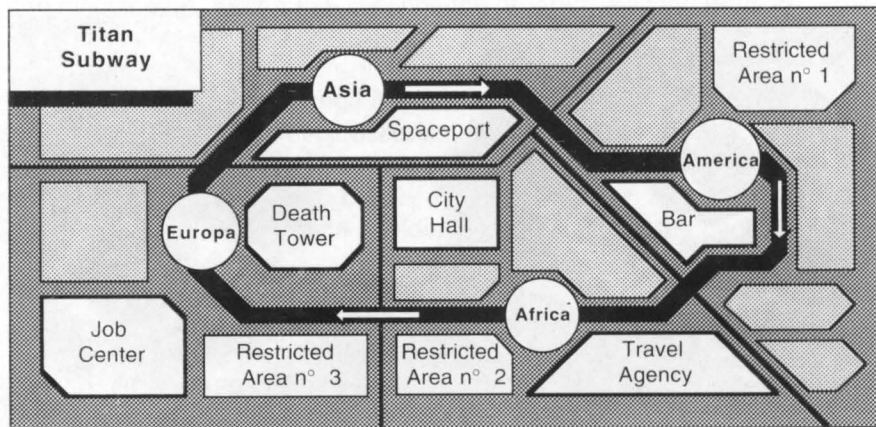 Titan
Subway
Asia
Spaceport
Restricted
Area n° 1
America
Europa
Death
Tower
City
Hall
Bar
Job
Center
Restricted
Area n° 3
Restricted
Area n° 2
Africa
Travel
Agency